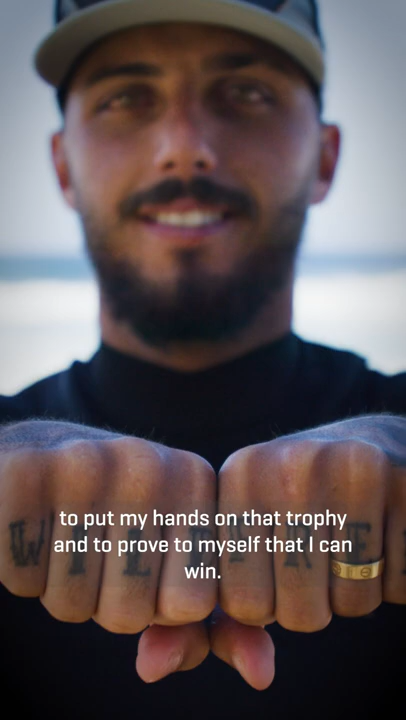 to put my hands on that trophy
and to prove to myself that I can
win.